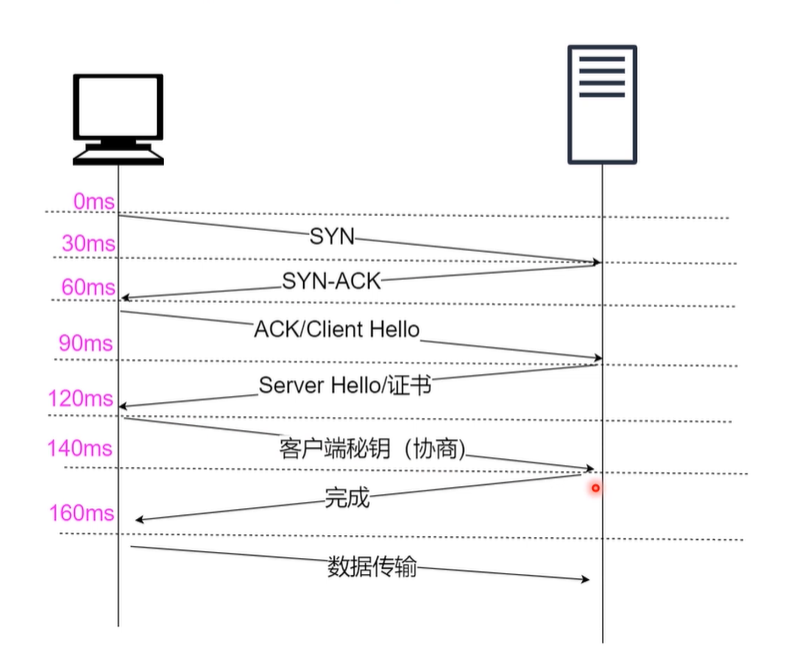 0ms
SYN
30ms
SYN-ACK
60ms
ACK/Client Hello
90ms
Server Hello/证书
120ms
客户端秘钥（协商)
140ms
完成
160ms
数据传输